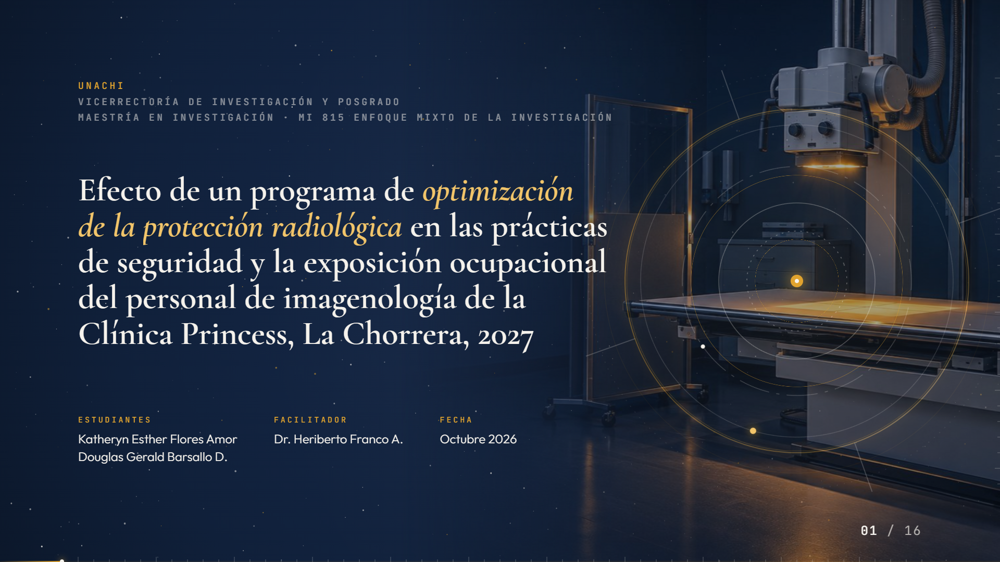 UNACHI
VICERRECTORÍA DE INVESTIGACIÓN Y POSGRADO
MAESTRÍA EN INVESTIGACIÓN · MI 815 ENFOQUE MIXTO DE LA INVESTIGACIÓN
Efecto de un programa de optimización
de la protección radiológica en las prácticas
de seguridad y la exposición ocupacional
del personal de imagenología de la
Clínica Princess, La Chorrera, 2027
ESTUDIANTES
Katheryn Esther Flores Amor
Douglas Gerald Barsallo D.
FACILITADOR
Dr. Heriberto Franco A.
FECHA
Octubre 2026
01 / 16